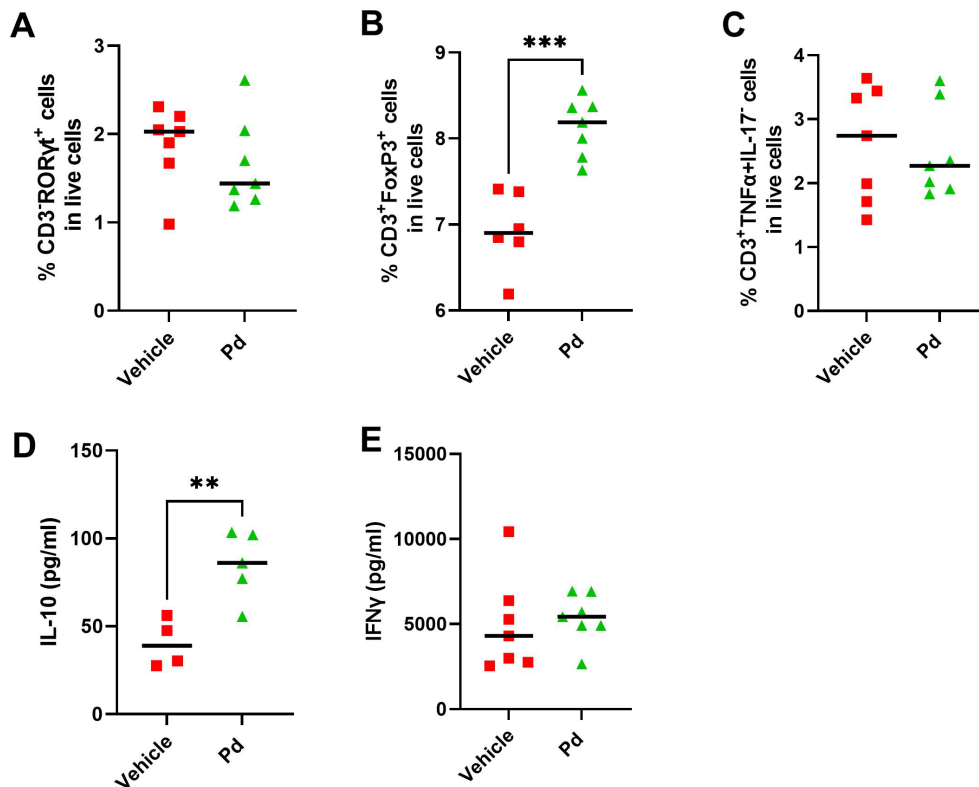 A
% CD3-RORγt+ cells
in live cells
3
2
1
0
Vehicle
Pd
B
% CD3+FoxP3+ cells
in live cells
9
8
7
6
***
Vehicle
Pd
C
% CD3+TNFα+IL-17- cells
in live cells
4
3
2
1
0
Vehicle
Pd
D
IL-10 (pg/ml)
150
100
50
0
**
Vehicle
Pd
E
IFNγ (pg/ml)
15000
10000
5000
0
Vehicle
Pd